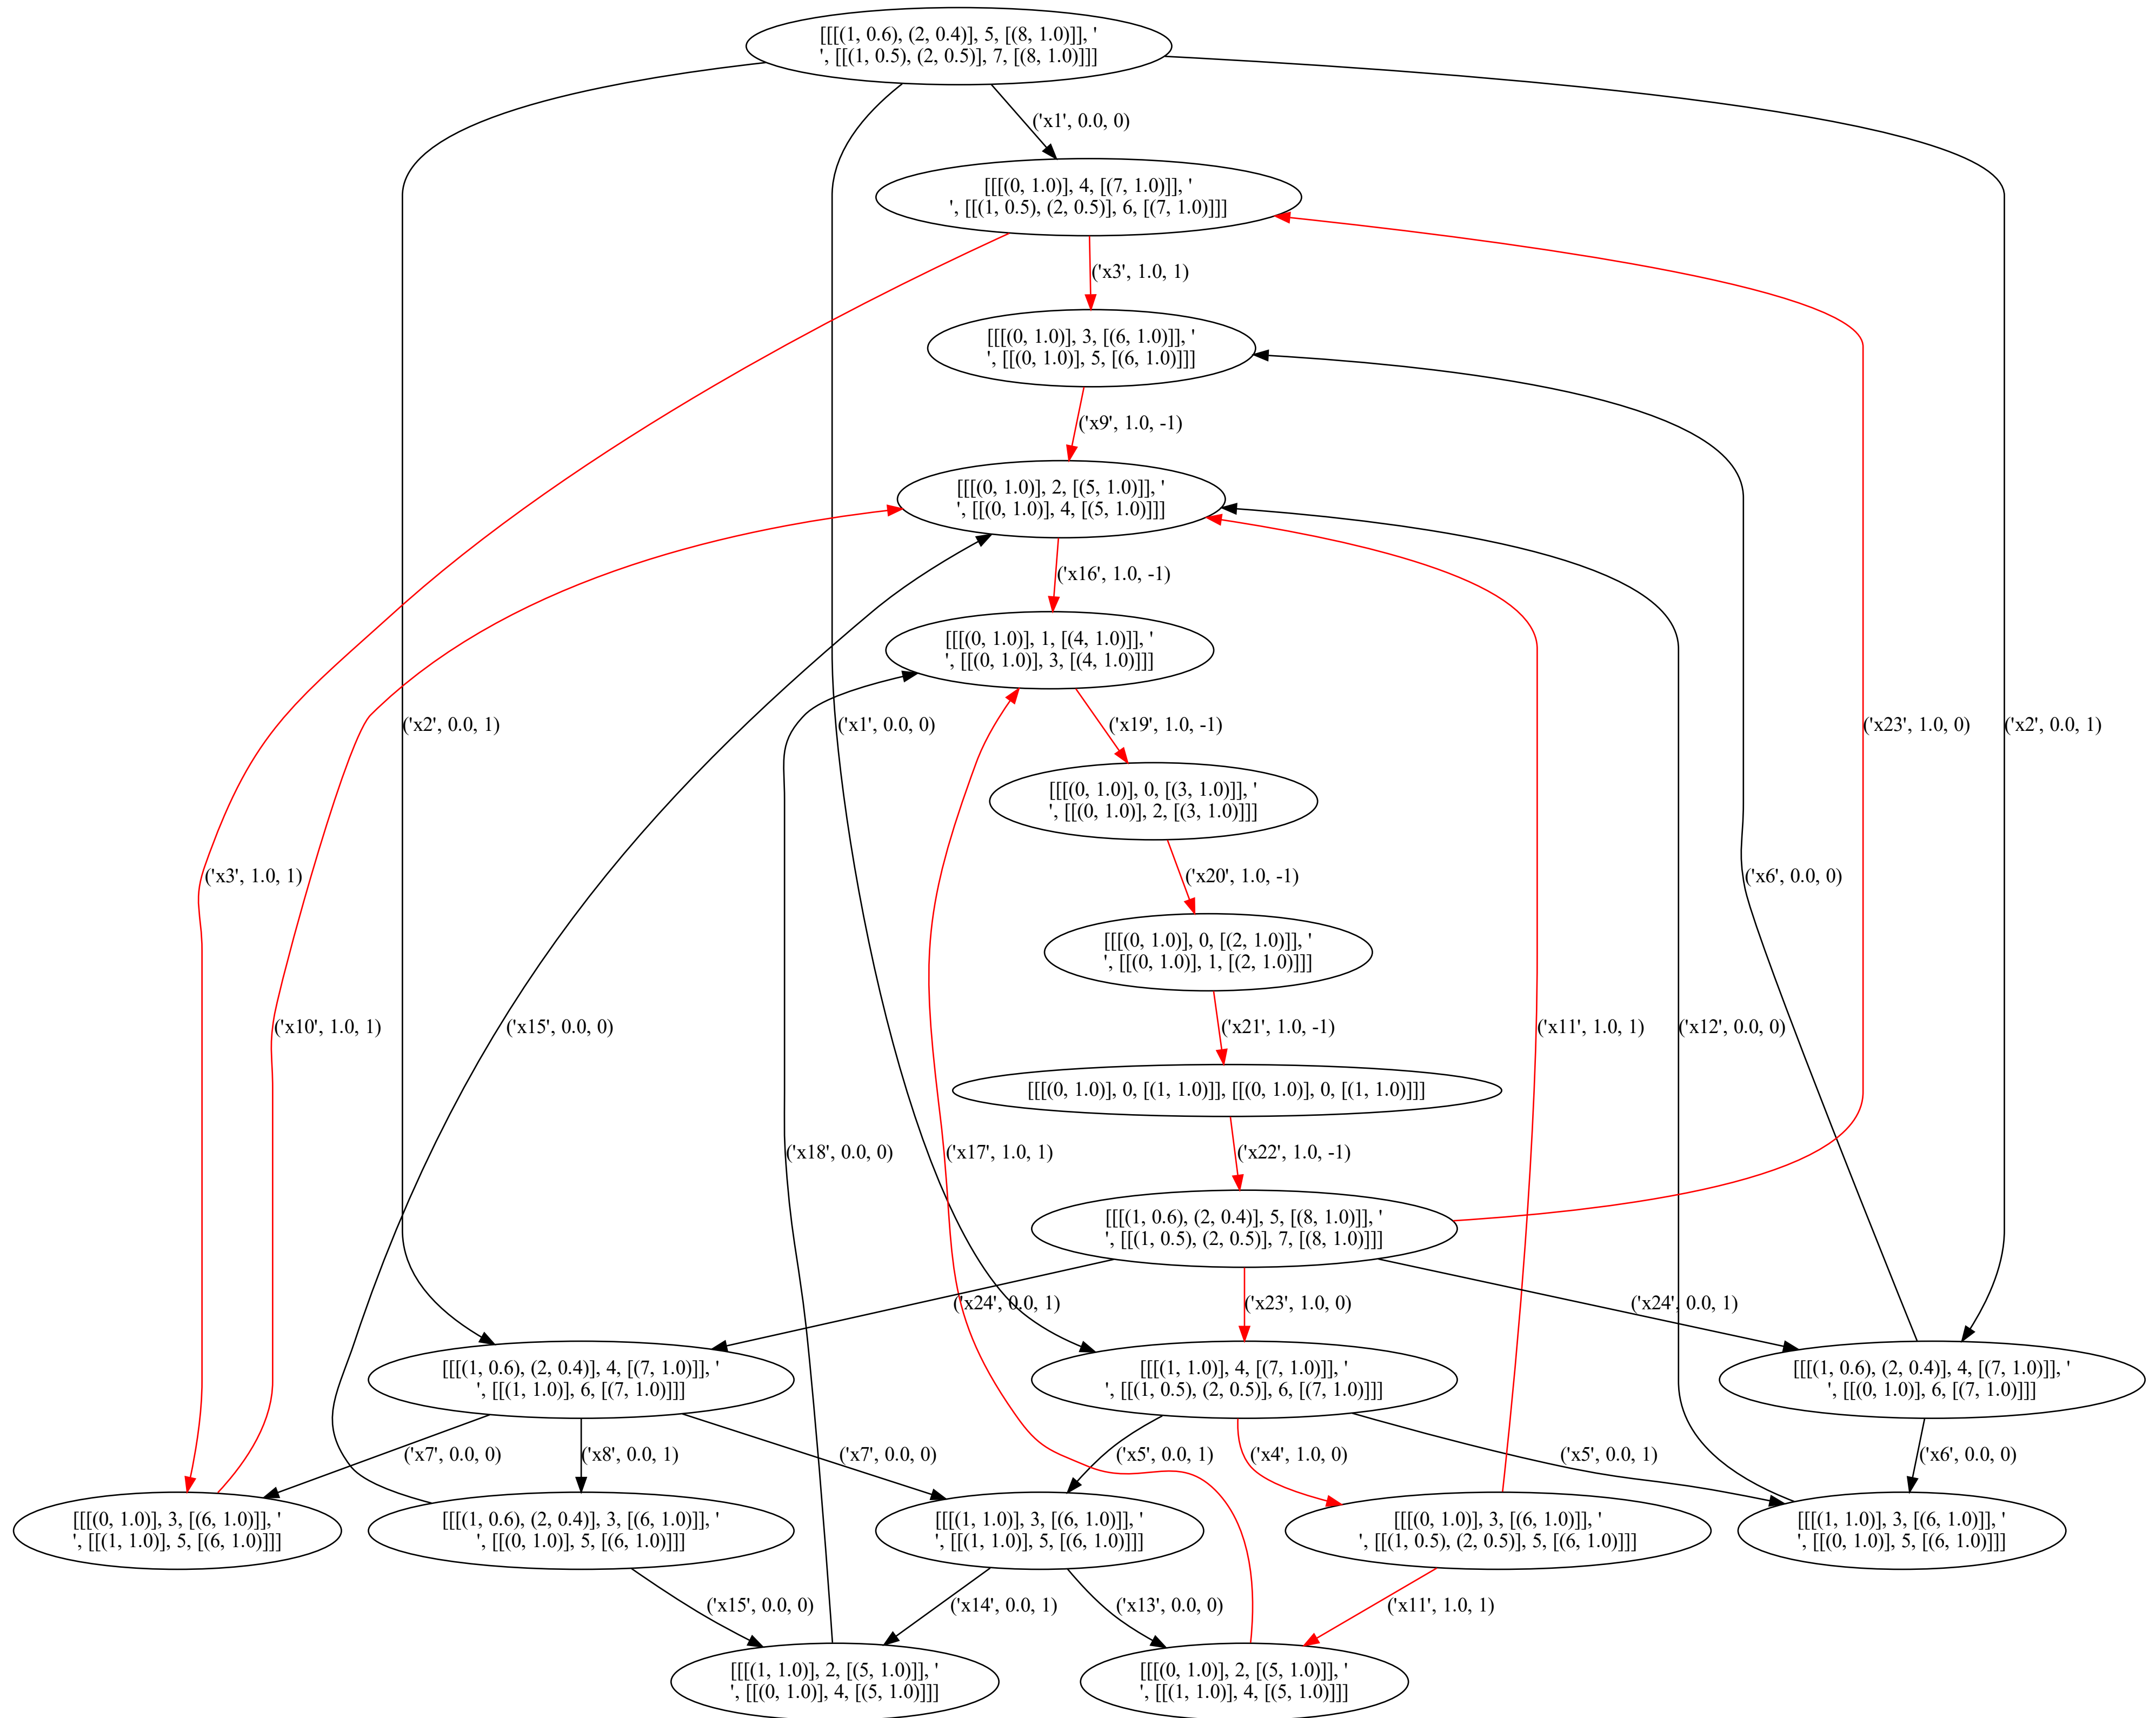 [[[(1, 0.6), (2, 0.4)], 5, [(8, 1.0)]], '
', [[(1, 0.5), (2, 0.5)], 7, [(8, 1.0)]]]
('x1', 0.0, 0)
[[[(0, 1.0)], 4, [(7, 1.0)]], '
', [[(1, 0.5), (2, 0.5)], 6, [(7, 1.0)]]]
('x3', 1.0, 1)
[[[(0, 1.0)], 3, [(6, 1.0)]], '
', [[(0, 1.0)], 5, [(6, 1.0)]]]
('x9', 1.0, -1)
[[[(0, 1.0)], 2, [(5, 1.0)]], '
', [[(0, 1.0)], 4, [(5, 1.0)]]]
('x16', 1.0, -1)
[[[(0, 1.0)], 1, [(4, 1.0)]], '
', [[(0, 1.0)], 3, [(4, 1.0)]]]
('x2', 0.0, 1)
('x1', 0.0, 0)
('x19', 1.0, -1)
('x23', 1.0, 0)
('x2', 0.0, 1)
[[[(0, 1.0)], 0, [(3, 1.0)]], '
', [[(0, 1.0)], 2, [(3, 1.0)]]]
('x3', 1.0, 1)
('x20', 1.0, -1)
('x6', 0.0, 0)
[[[(0, 1.0)], 0, [(2, 1.0)]], '
', [[(0, 1.0)], 1, [(2, 1.0)]]]
('x10', 1.0, 1)
('x15', 0.0, 0)
('x21', 1.0, -1)
('x11', 1.0, 1)
('x12', 0.0, 0)
[[[(0, 1.0)], 0, [(1, 1.0)]], [[(0, 1.0)], 0, [(1, 1.0)]]]
('x18', 0.0, 0)
('x17', 1.0, 1)
('x22', 1.0, -1)
[[[(1, 0.6), (2, 0.4)], 5, [(8, 1.0)]], '
', [[(1, 0.5), (2, 0.5)], 7, [(8, 1.0)]]]
('x24', 0.0, 1)
('x23', 1.0, 0)
('x24', 0.0, 1)
[[[(1, 0.6), (2, 0.4)], 4, [(7, 1.0)]], '
', [[(1, 1.0)], 6, [(7, 1.0)]]]
[[[(1, 1.0)], 4, [(7, 1.0)]], '
', [[(1, 0.5), (2, 0.5)], 6, [(7, 1.0)]]]
[[[(1, 0.6), (2, 0.4)], 4, [(7, 1.0)]], '
', [[(0, 1.0)], 6, [(7, 1.0)]]]
('x7', 0.0, 0)
('x8', 0.0, 1)
('x7', 0.0, 0)
('x5', 0.0, 1)
('x4', 1.0, 0)
('x5', 0.0, 1)
('x6', 0.0, 0)
[[[(0, 1.0)], 3, [(6, 1.0)]], '
', [[(1, 1.0)], 5, [(6, 1.0)]]]
[[[(1, 0.6), (2, 0.4)], 3, [(6, 1.0)]], '
', [[(0, 1.0)], 5, [(6, 1.0)]]]
[[[(1, 1.0)], 3, [(6, 1.0)]], '
', [[(1, 1.0)], 5, [(6, 1.0)]]]
[[[(0, 1.0)], 3, [(6, 1.0)]], '
', [[(1, 0.5), (2, 0.5)], 5, [(6, 1.0)]]]
[[[(1, 1.0)], 3, [(6, 1.0)]], '
', [[(0, 1.0)], 5, [(6, 1.0)]]]
('x15', 0.0, 0)
('x14', 0.0, 1)
('x13', 0.0, 0)
('x11', 1.0, 1)
[[[(1, 1.0)], 2, [(5, 1.0)]], '
', [[(0, 1.0)], 4, [(5, 1.0)]]]
[[[(0, 1.0)], 2, [(5, 1.0)]], '
', [[(1, 1.0)], 4, [(5, 1.0)]]]